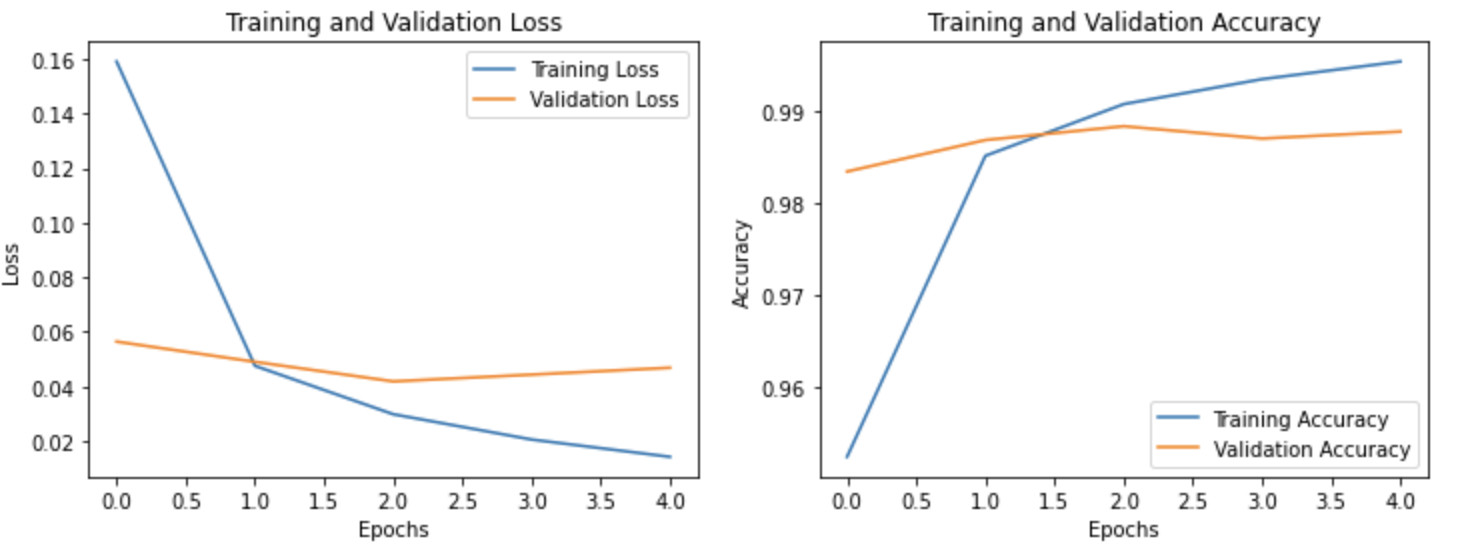 Training and Validation Loss
0.16
0.14
0.12
0.10
0.08
0.06
0.04
0.02
Loss
Training Loss
Validation Loss
0.0 0.5 1.0 1.5 2.0 2.5 3.0 3.5 4.0
Epochs
Training and Validation Accuracy
0.99
0.98
0.97
0.96
Accuracy
Training Accuracy
Validation Accuracy
0.0 0.5 1.0 1.5 2.0 2.5 3.0 3.5 4.0
Epochs